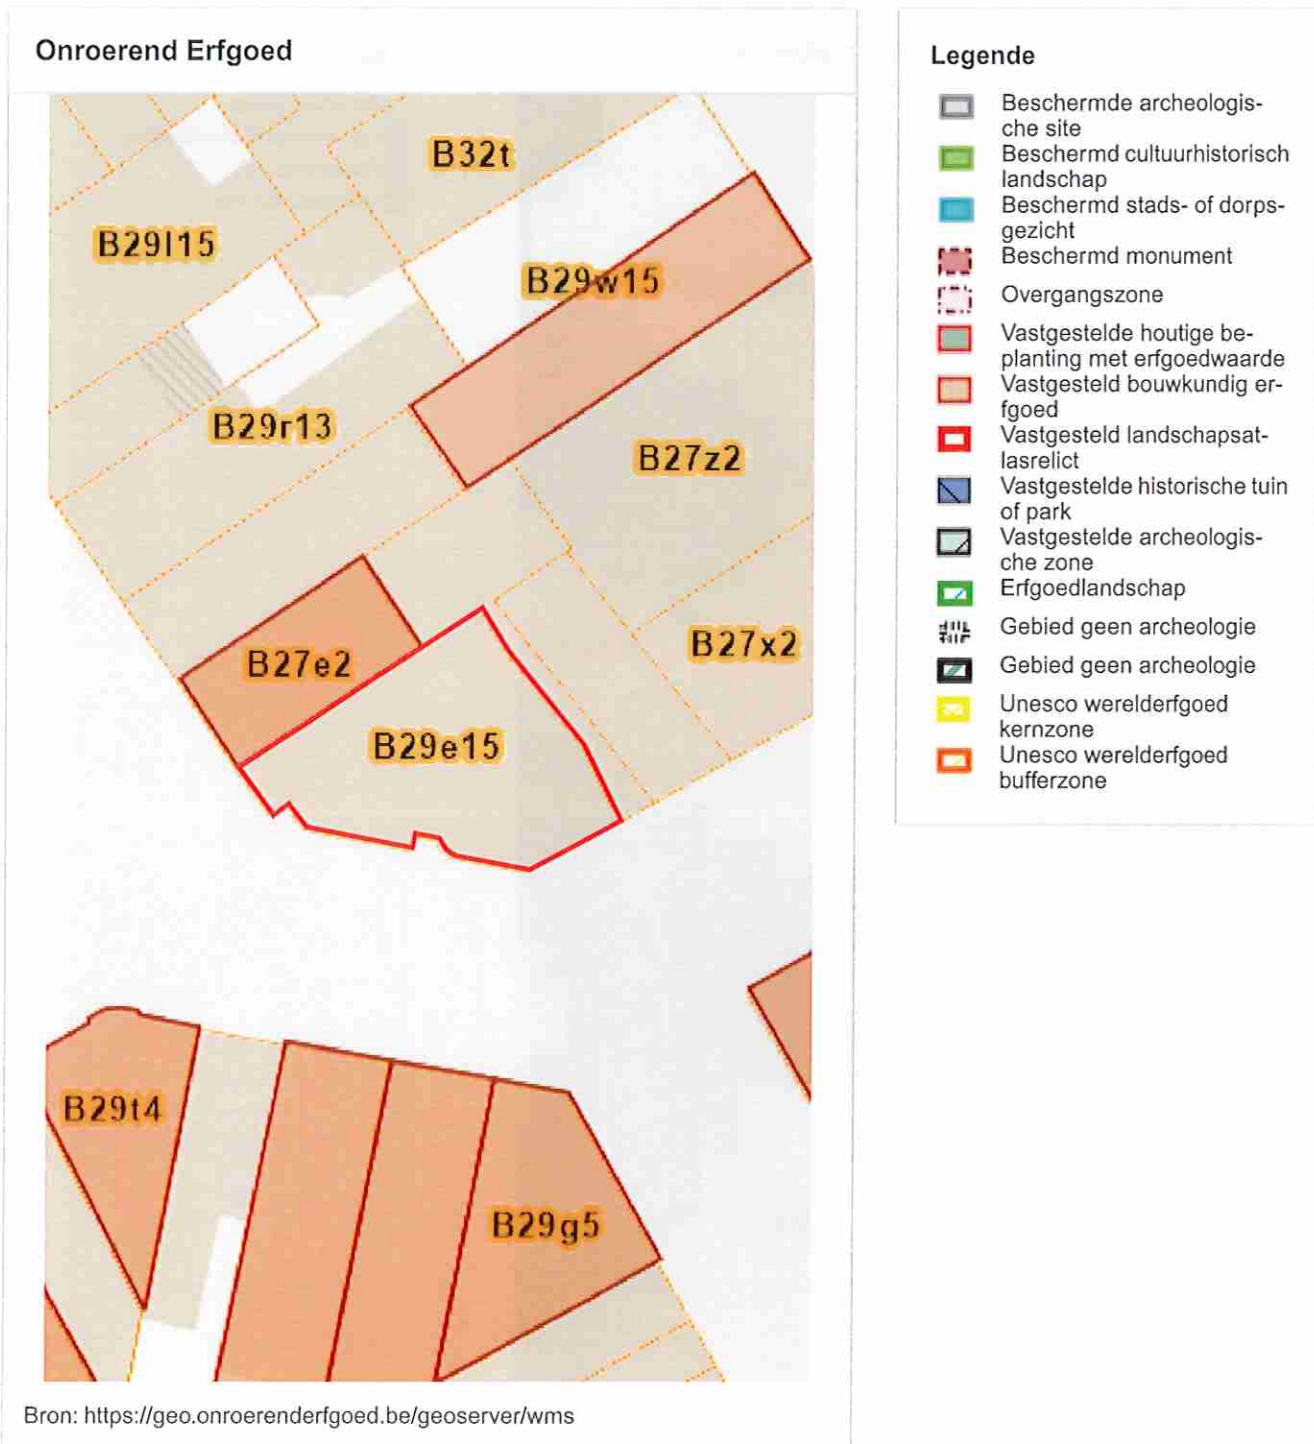 Onroerend Erfgoed
B32t
B29l15
B29w15
B29r13
B27z2
B27e2
B27x2
B29e15
B29t4
B29g5
Bron: https://geo.onroerenderfgoed.be/geoserver/wms
Legende
Beschermde archeologis-
che site
Beschermd cultuurhistorisch
landschap
Beschermd stads- of dorps-
gezicht
Beschermd monument
Overgangszone
Vastgestelde houtige be-
planting met erfgoedwaarde
Vastgesteld bouwkundig er-
fgoed
Vastgesteld landschapsat-
lasrelict
Vastgestelde historische tuin
of park
Vastgestelde archeologis-
che zone
Erfgoedlandschap
Gebied geen archeologie
Gebied geen archeologie
Unesco werelderfgoed
kernzone
Unesco werelderfgoed
bufferzone